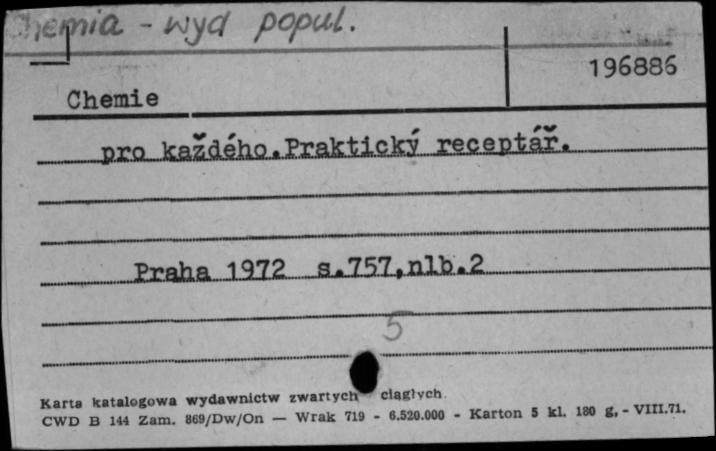 Chemia - wyd popul.
196886
Chemie
pro každého.Praktický receptář.
Praha 1972 s.757,nlb.2
5
Karta katalogowa wydawnictw zwartych ciągłych.
CWD B 144 Zam. 869/Dw/On — Wrak 719 - 6.520.000 - Karton 5 kl. 180 g, - VIII.71.